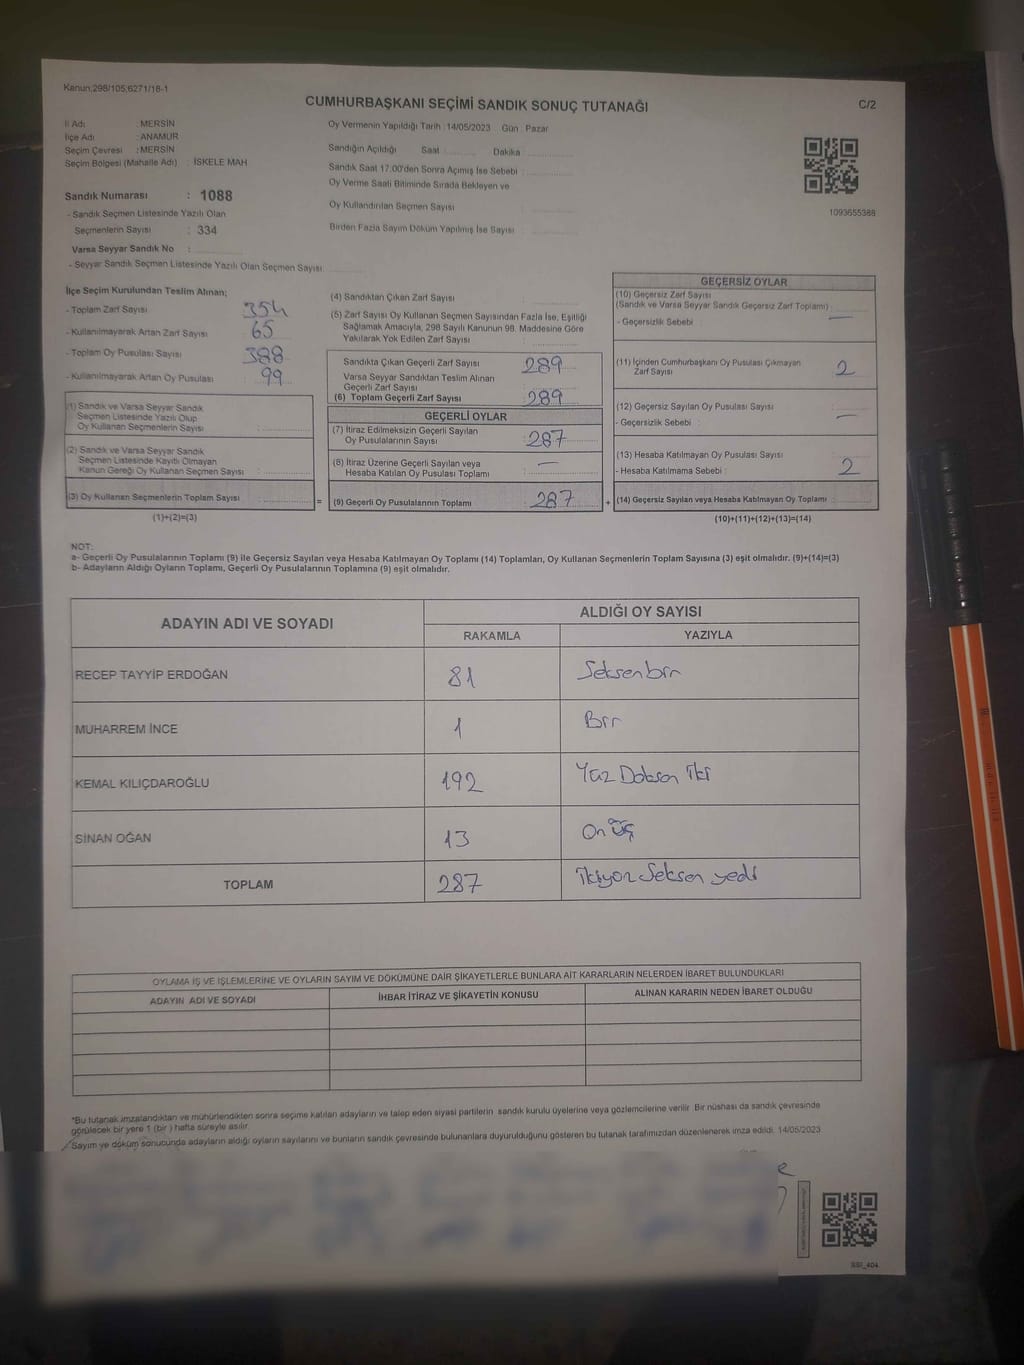 Kanun;298/105;6271/18-1
CUMHURBAŞKANI SEÇİMİ SANDIK SONUÇ TUTANAĞI
C/2
İl Adı : MERSİN
İlçe Adı : ANAMUR
Seçim Çevresi : MERSİN
Seçim Bölgesi (Mahalle Adı) : İSKELE MAH
Sandık Numarası : 1088
- Sandık Seçmen Listesinde Yazılı Olan
Seçmenlerin Sayısı : 334
Varsa Seyyar Sandık No :
- Seyyar Sandık Seçmen Listesinde Yazılı Olan Seçmen Sayısı
Oy Vermenin Yapıldığı Tarih :14/05/2023 Gün : Pazar
Sandığın Açıldığı Saat Dakika :
Sandık Saat 17.00'den Sonra Açımış İse Sebebi :
Oy Verme Saati Bitiminde Sırada Bekleyen ve
Oy Kullandırılan Seçmen Sayısı :
Birden Fazla Sayım Döküm Yapılmış İse Sayısı :
1093655388
İlçe Seçim Kurulundan Teslim Alınan;
- Toplam Zarf Sayısı 354
- Kullanılmayarak Artan Zarf Sayısı 65
- Toplam Oy Pusulası Sayısı 388
- Kullanılmayarak Artan Oy Pusulası : 99
(1) Sandık ve Varsa Seyyar Sandık
Seçmen Listesinde Yazılı Olup
Oy Kullanan Seçmenlerin Sayısı :
(2) Sandık ve Varsa Seyyar Sandık
Seçmen Listesinde Kayıtlı Olmayan
Kanun Gereği Oy Kullanan Seçmen Sayısı :
(3) Oy Kullanan Seçmenlerin Toplam Sayısı :
(1)+(2)=(3)
=
(4) Sandıktan Çıkan Zarf Sayısı :
(5) Zarf Sayısı Oy Kullanan Seçmen Sayısından Fazla İse, Eşitliği
Sağlamak Amacıyla, 298 Sayılı Kanunun 98. Maddesine Göre
Yakılarak Yok Edilen Zarf Sayısı :
Sandıkta Çıkan Geçerli Zarf Sayısı : 289
Varsa Seyyar Sandıktan Teslim Alınan
Geçerli Zarf Sayısı :
(6) Toplam Geçerli Zarf Sayısı : 289
GEÇERLİ OYLAR
(7) İtiraz Edilmeksizin Geçerli Sayılan
Oy Pusulalarının Sayısı : 287
(8) İtiraz Üzerine Geçerli Sayılan veya
Hesaba Katılan Oy Pusulası Toplamı : —
(9) Geçerli Oy Pusulalarının Toplamı : 287
+
GEÇERSİZ OYLAR
(10) Geçersiz Zarf Sayısı
(Sandık ve Varsa Seyyar Sandık Geçersiz Zarf Toplamı) : —
- Geçersizlik Sebebi :
(11) İçinden Cumhurbaşkanı Oy Pusulası Çıkmayan
Zarf Sayısı : 2
(12) Geçersiz Sayılan Oy Pusulası Sayısı : —
- Geçersizlik Sebebi :
(13) Hesaba Katılmayan Oy Pusulası Sayısı : 2
- Hesaba Katılmama Sebebi :
(14) Geçersiz Sayılan veya Hesaba Katılmayan Oy Toplamı :
(10)+(11)+(12)+(13)=(14)
NOT:
a- Geçerli Oy Pusulalarının Toplamı (9) ile Geçersiz Sayılan veya Hesaba Katılmayan Oy Toplamı (14) Toplamları, Oy Kullanan Seçmenlerin Toplam Sayısına (3) eşit olmalıdır. (9)+(14)=(3)
b- Adayların Aldığı Oyların Toplamı, Geçerli Oy Pusulalarının Toplamına (9) eşit olmalıdır.
ADAYIN ADI VE SOYADI
ALDIĞI OY SAYISI
RAKAMLA YAZIYLA
RECEP TAYYİP ERDOĞAN 81 Seksenbir
MUHARREM İNCE 1 Bir
KEMAL KILIÇDAROĞLU 192 Yüz Doksan iki
SİNAN OĞAN 13 On üç
TOPLAM 287 ikiyüz Seksen yedi
OYLAMA İŞ VE İŞLEMLERİNE VE OYLARIN SAYIM VE DÖKÜMÜNE DAİR ŞİKAYETLERLE BUNLARA AİT KARARLARIN NELERDEN İBARET BULUNDUKLARI
ADAYIN ADI VE SOYADI İHBAR İTİRAZ VE ŞİKAYETİN KONUSU ALINAN KARARIN NEDEN İBARET OLDUĞU
*Bu tutanak imzalandıktan ve mühürlendikten sonra seçime katılan adayların ve talep eden siyasi partilerin sandık kurulu üyelerine veya gözlemcilerine verilir. Bir nüshası da sandık çevresinde
görülecek bir yere 1 (bir ) hafta süreyle asılır.
Sayım ve döküm sonucunda adayların aldığı oyların sayılarını ve bunların sandık çevresinde bulunanlara duyurulduğunu gösteren bu tutanak tarafımızdan düzenlenerek imza edildi. 14/05/2023
SSI_404